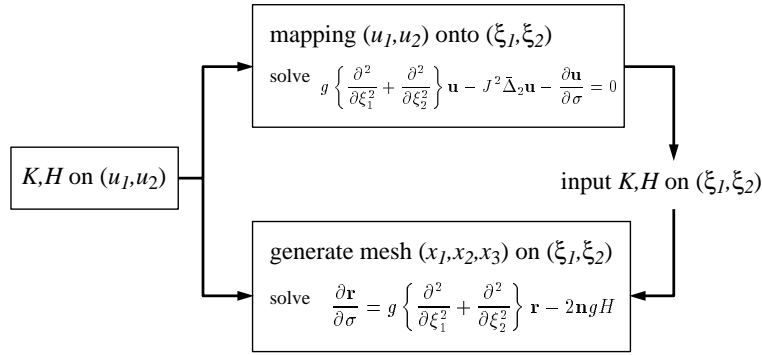 mapping (u₁,u₂) onto (ξ₁,ξ₂)
solve g { ∂²/∂ξ₁² + ∂²/∂ξ₂² } u − J² Δ̄₂u − ∂u/∂σ = 0
K,H on (u₁,u₂)
input K,H on (ξ₁,ξ₂)
generate mesh (x₁,x₂,x₃) on (ξ₁,ξ₂)
solve ∂r/∂σ = g { ∂²/∂ξ₁² + ∂²/∂ξ₂² } r − 2ngH